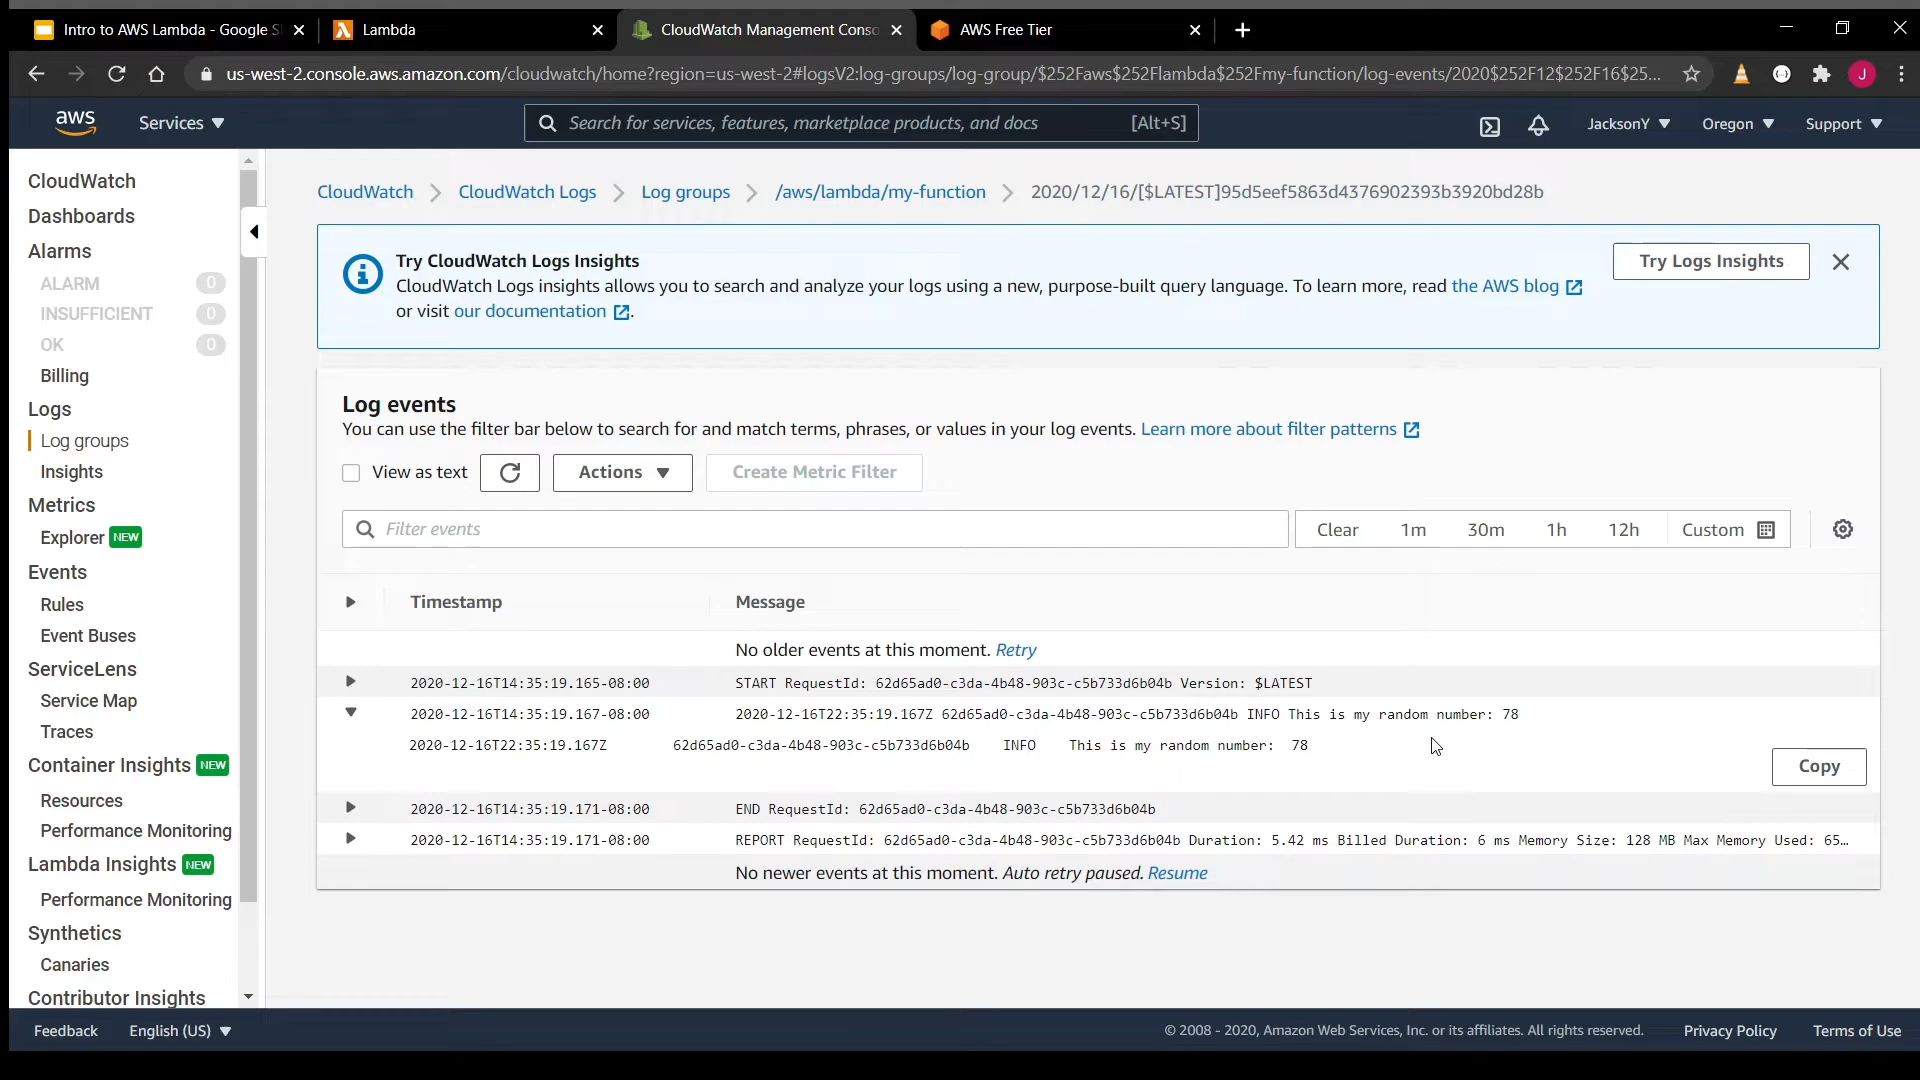 Intro to AWS Lambda - Google S
Lambda
CloudWatch Management Conso
AWS Free Tier
us-west-2.console.aws.amazon.com/cloudwatch/home?region=us-west-2#logsV2:log-groups/log-group/$252Faws$252Flambda$252Fmy-function/log-events/2020$252F12$252F16$25...
J
aws
Services
Search for services, features, marketplace products, and docs
[Alt+S]
JacksonY
Oregon
Support
CloudWatch
Dashboards
Alarms
ALARM 0
INSUFFICIENT 0
OK 0
Billing
Logs
Log groups
Insights
Metrics
Explorer NEW
Events
Rules
Event Buses
ServiceLens
Service Map
Traces
Container Insights NEW
Resources
Performance Monitoring
Lambda Insights NEW
Performance Monitoring
Synthetics
Canaries
Contributor Insights
CloudWatch
CloudWatch Logs
Log groups
/aws/lambda/my-function
2020/12/16/[$LATEST]95d5eef5863d4376902393b3920bd28b
Try CloudWatch Logs Insights
CloudWatch Logs insights allows you to search and analyze your logs using a new, purpose-built query language. To learn more, read the AWS blog
or visit our documentation .
Try Logs Insights
Log events
You can use the filter bar below to search for and match terms, phrases, or values in your log events. Learn more about filter patterns
View as text
Actions
Create Metric Filter
Filter events
Clear 1m 30m 1h 12h Custom
Timestamp Message
No older events at this moment. Retry
2020-12-16T14:35:19.165-08:00 START RequestId: 62d65ad0-c3da-4b48-903c-c5b733d6b04b Version: $LATEST
2020-12-16T14:35:19.167-08:00 2020-12-16T22:35:19.167Z 62d65ad0-c3da-4b48-903c-c5b733d6b04b INFO This is my random number: 78
2020-12-16T22:35:19.167Z 62d65ad0-c3da-4b48-903c-c5b733d6b04b INFO This is my random number: 78
Copy
2020-12-16T14:35:19.171-08:00 END RequestId: 62d65ad0-c3da-4b48-903c-c5b733d6b04b
2020-12-16T14:35:19.171-08:00 REPORT RequestId: 62d65ad0-c3da-4b48-903c-c5b733d6b04b Duration: 5.42 ms Billed Duration: 6 ms Memory Size: 128 MB Max Memory Used: 65…
No newer events at this moment. Auto retry paused. Resume
Feedback
English (US)
© 2008 - 2020, Amazon Web Services, Inc. or its affiliates. All rights reserved.
Privacy Policy
Terms of Use